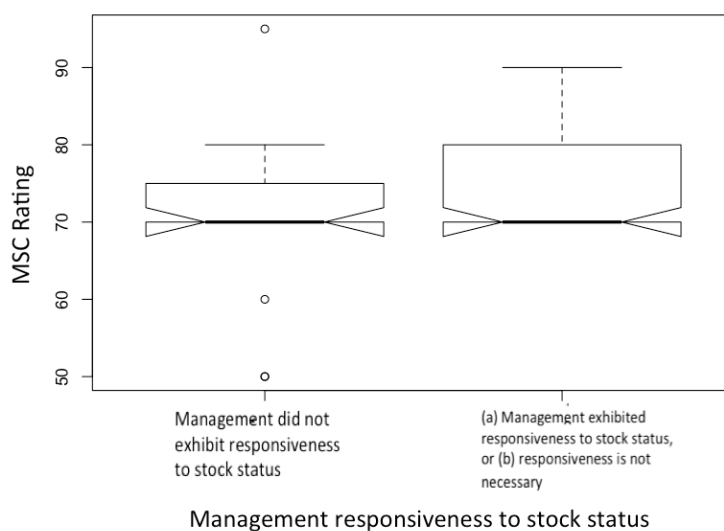 MSC Rating
90
80
70
60
50
Management did not
exhibit responsiveness
to stock status
(a) Management exhibited
responsiveness to stock status,
or (b) responsiveness is not
necessary
Management responsiveness to stock status